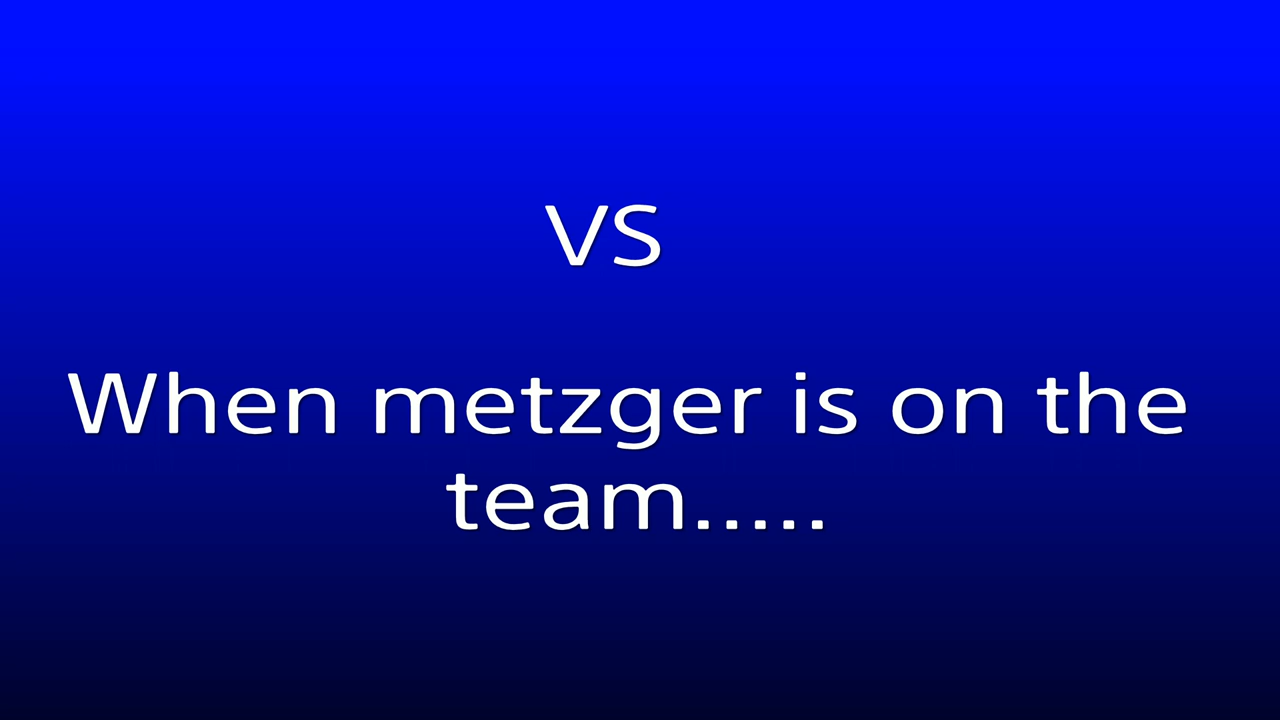 VS
When metzger is on the
team.....